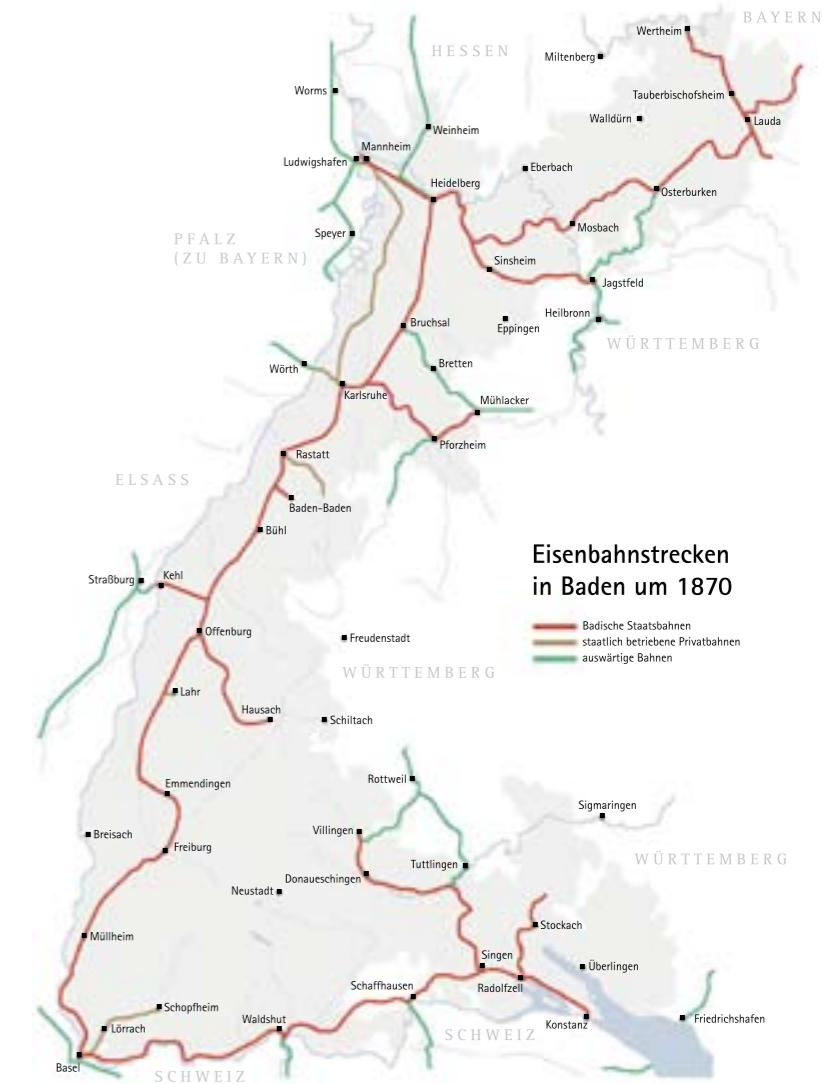 BAYERN
Wertheim
HESSEN
Miltenberg
Worms
Tauberbischofsheim
Walldürn
Lauda
Weinheim
Mannheim
Ludwigshafen
Eberbach
Heidelberg
Osterburken
Mosbach
Speyer
PFALZ
(ZU BAYERN)
Sinsheim
Jagstfeld
Heilbronn
Bruchsal
Eppingen
WÜRTTEMBERG
Bretten
Wörth
Karlsruhe
Mühlacker
Pforzheim
Rastatt
ELSASS
Baden-Baden
Bühl
Eisenbahnstrecken
in Baden um 1870
Straßburg
Kehl
Badische Staatsbahnen
staatlich betriebene Privatbahnen
auswärtige Bahnen
Offenburg
Freudenstadt
WÜRTTEMBERG
Lahr
Hausach
Schiltach
Rottweil
Emmendingen
Sigmaringen
Villingen
Breisach
Freiburg
WÜRTTEMBERG
Tuttlingen
Donaueschingen
Neustadt
Stockach
Müllheim
Singen
Überlingen
Schaffhausen
Radolfzell
Schopfheim
Waldshut
Konstanz
Friedrichshafen
Lörrach
SCHWEIZ
Basel
SCHWEIZ